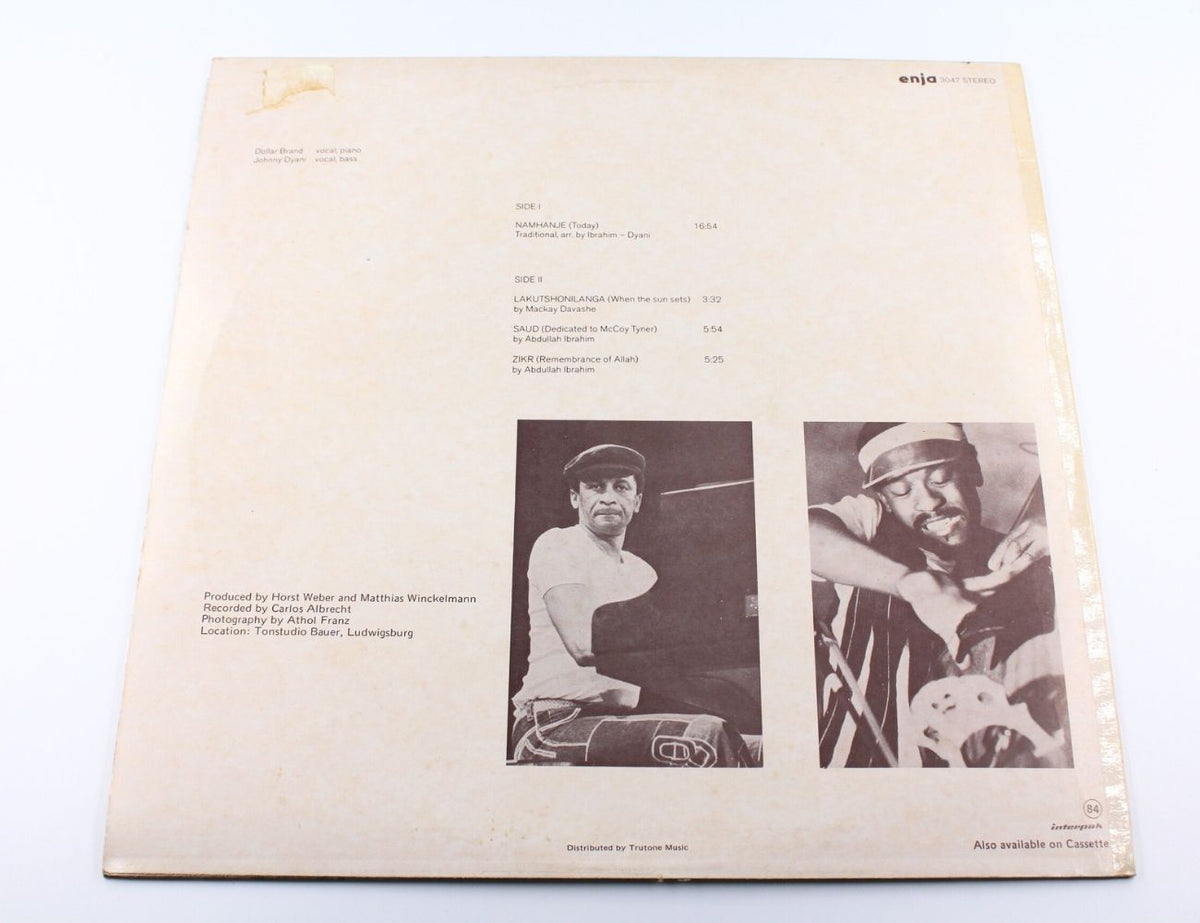 enja 3047 STEREO
Dollar Brand vocal, piano
Johnny Dyani vocal, bass
SIDE I
NAMHANJE (Today) 16:54
Traditional, arr. by Ibrahim – Dyani
SIDE II
LAKUTSHONILANGA (When the sun sets) 3:32
by Mackay Davashe
SAUD (Dedicated to McCoy Tyner) 5:54
by Abdullah Ibrahim
ZIKR (Remembrance of Allah) 5:25
by Abdullah Ibrahim
Produced by Horst Weber and Matthias Winckelmann
Recorded by Carlos Albrecht
Photography by Athol Franz
Location: Tonstudio Bauer, Ludwigsburg
84
interpak
Distributed by Trutone Music
Also available on Cassette